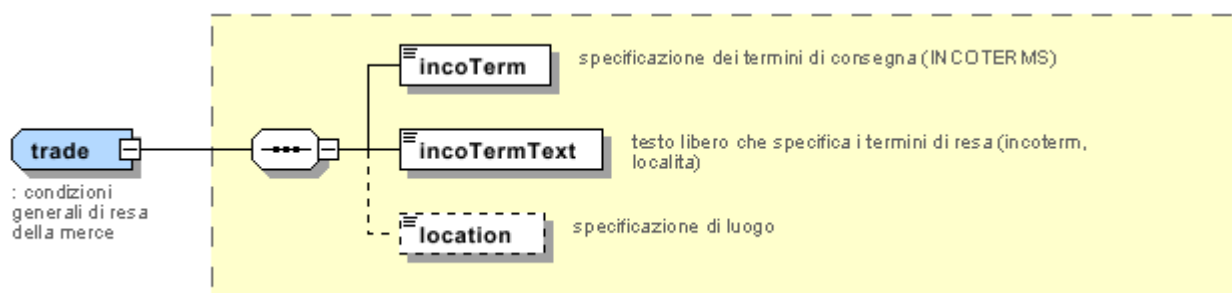 incoTerm
specificazione dei termini di consegna (INCOTERMS)
trade
: condizioni
generali di resa
della merce
incoTermText
testo libero che specifica i termini di resa (incoterm,
localita)
location
specificazione di luogo